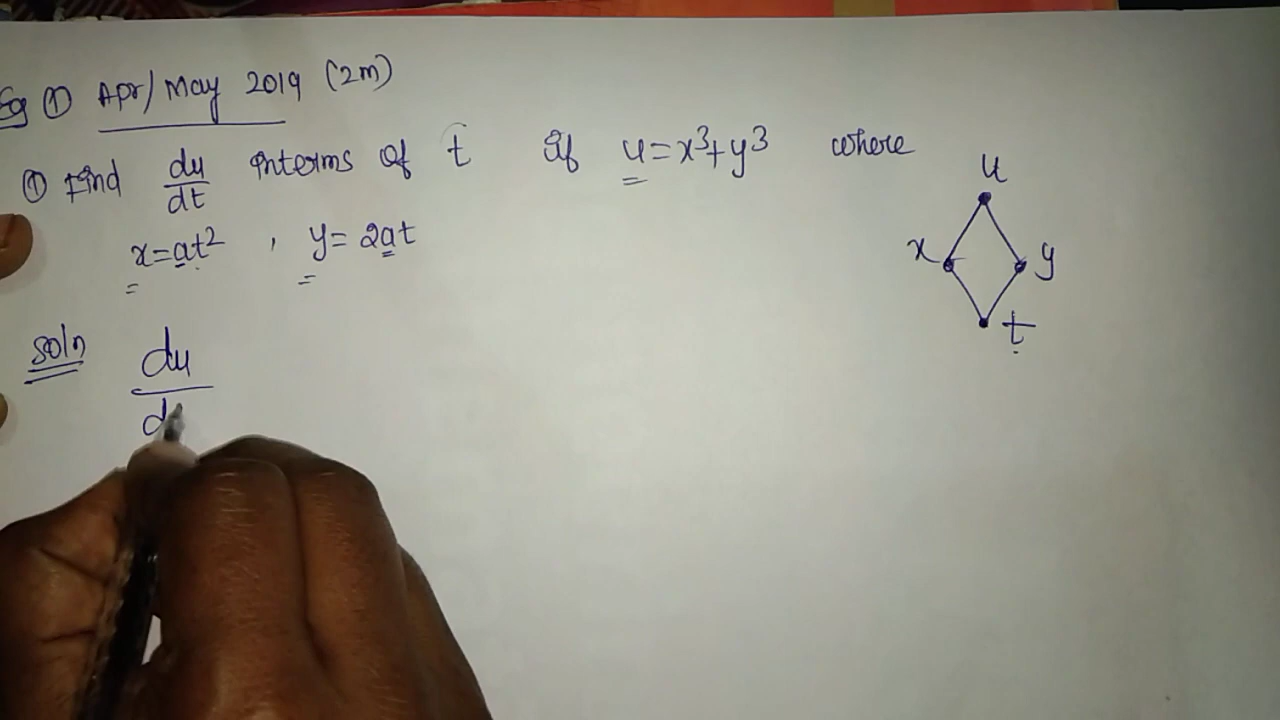 Eg ① Apr/May 2019 (2m)
① Find du/dt interms of t if u=x³+y³ where
x=at² , y=2at
u
x y
t
Soln du
d